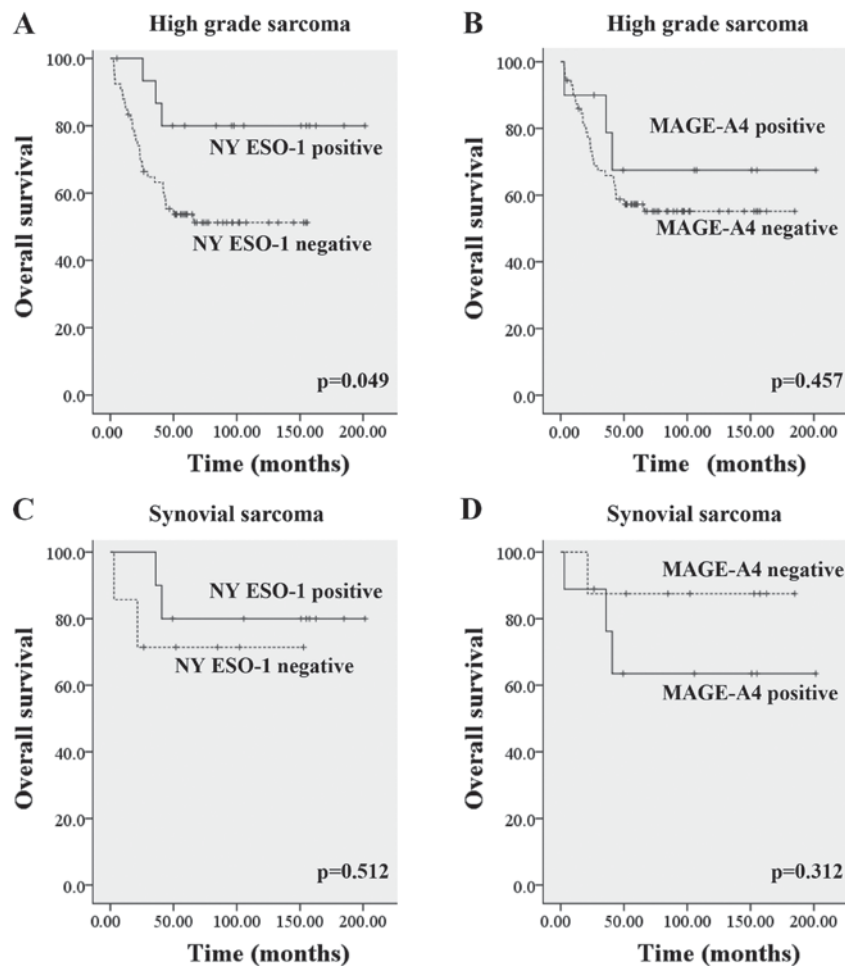 A
High grade sarcoma
Overall survival
100.0
80.0
60.0
40.0
20.0
0.0
NY ESO-1 positive
NY ESO-1 negative
p=0.049
0.00 50.00 100.00 150.00 200.00
Time (months)
B
High grade sarcoma
Overall survival
100.0
80.0
60.0
40.0
20.0
0.0
MAGE-A4 positive
MAGE-A4 negative
p=0.457
0.00 50.00 100.00 150.00 200.00
Time (months)
C
Synovial sarcoma
Overall survival
100.0
80.0
60.0
40.0
20.0
0.0
NY ESO-1 positive
NY ESO-1 negative
p=0.512
0.00 50.00 100.00 150.00 200.00
Time (months)
D
Synovial sarcoma
Overall survival
100.0
80.0
60.0
40.0
20.0
0.0
MAGE-A4 negative
MAGE-A4 positive
p=0.312
0.00 50.00 100.00 150.00 200.00
Time (months)